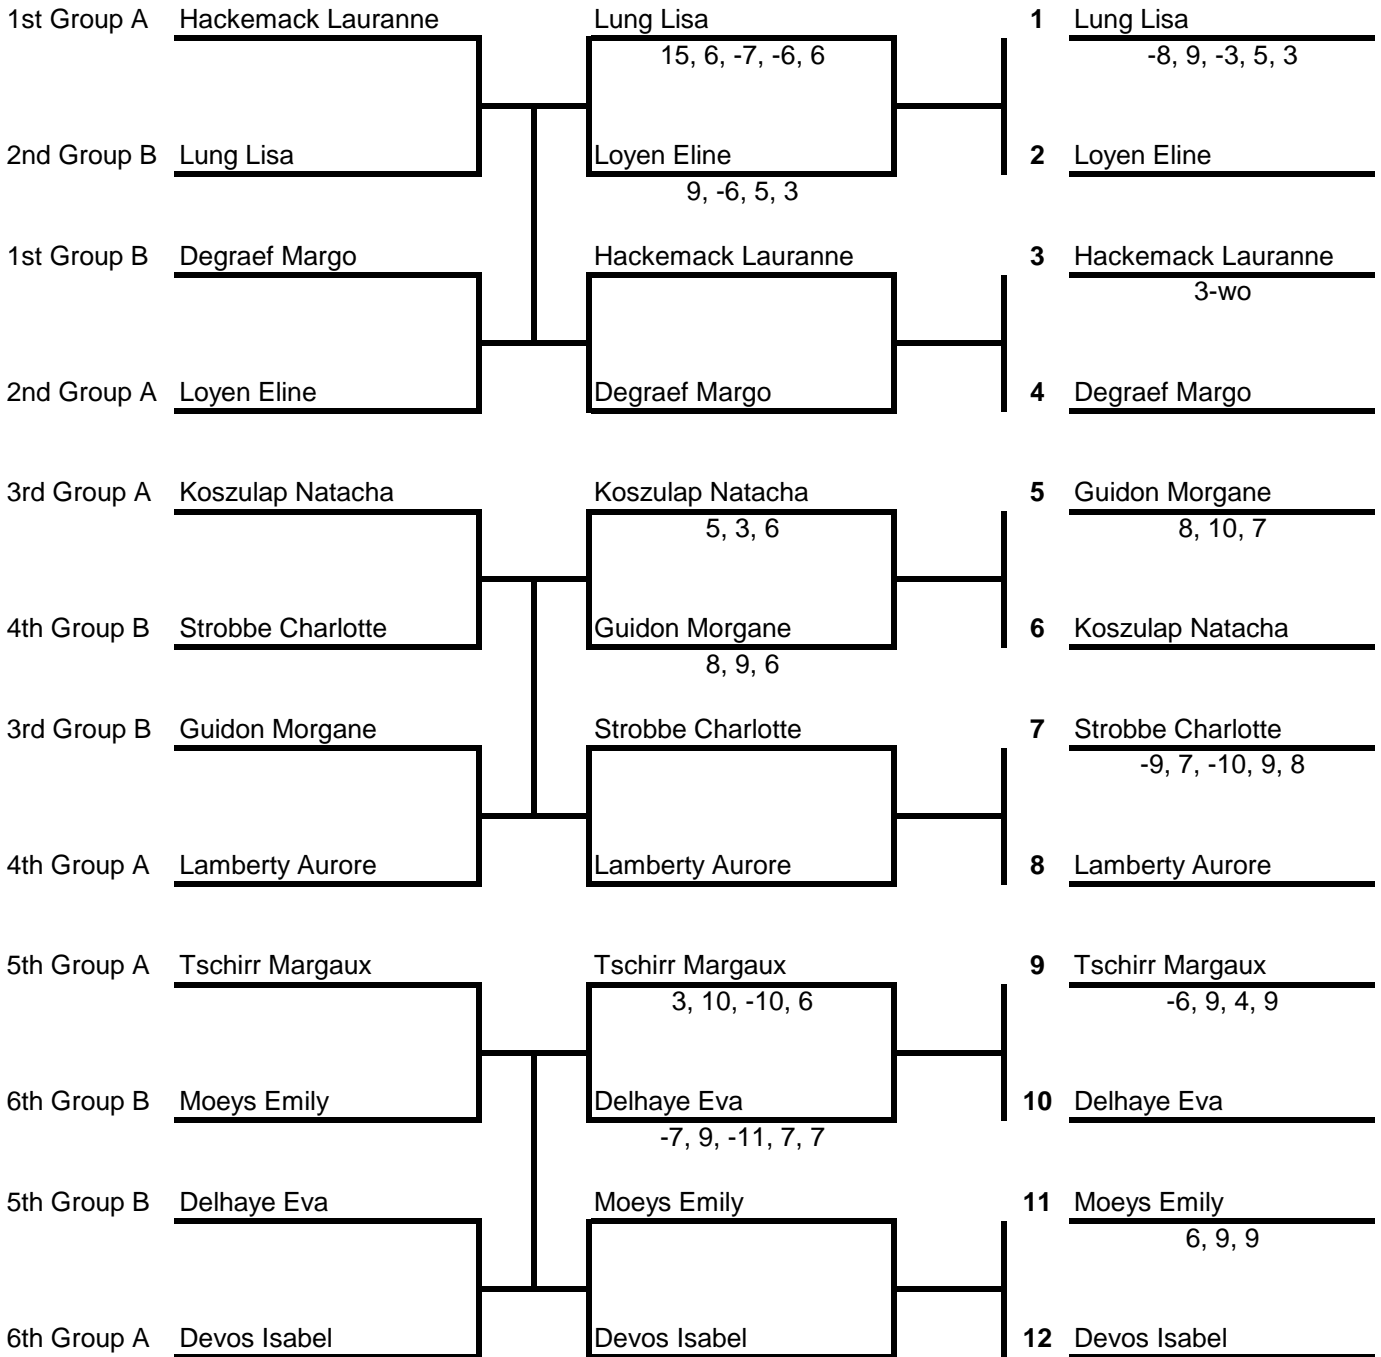 1st Group A Hackemack Lauranne Lung Lisa 1 Lung Lisa
15, 6, -7, -6, 6 -8, 9, -3, 5, 3
2nd Group B Lung Lisa Loyen Eline 2 Loyen Eline
9, -6, 5, 3
1st Group B Degraef Margo Hackemack Lauranne 3 Hackemack Lauranne
3-wo
2nd Group A Loyen Eline Degraef Margo 4 Degraef Margo
3rd Group A Koszulap Natacha Koszulap Natacha 5 Guidon Morgane
5, 3, 6 8, 10, 7
4th Group B Strobbe Charlotte Guidon Morgane 6 Koszulap Natacha
8, 9, 6
3rd Group B Guidon Morgane Strobbe Charlotte 7 Strobbe Charlotte
-9, 7, -10, 9, 8
4th Group A Lamberty Aurore Lamberty Aurore 8 Lamberty Aurore
5th Group A Tschirr Margaux Tschirr Margaux 9 Tschirr Margaux
3, 10, -10, 6 -6, 9, 4, 9
6th Group B Moeys Emily Delhaye Eva 10 Delhaye Eva
-7, 9, -11, 7, 7
5th Group B Delhaye Eva Moeys Emily 11 Moeys Emily
6, 9, 9
6th Group A Devos Isabel Devos Isabel 12 Devos Isabel